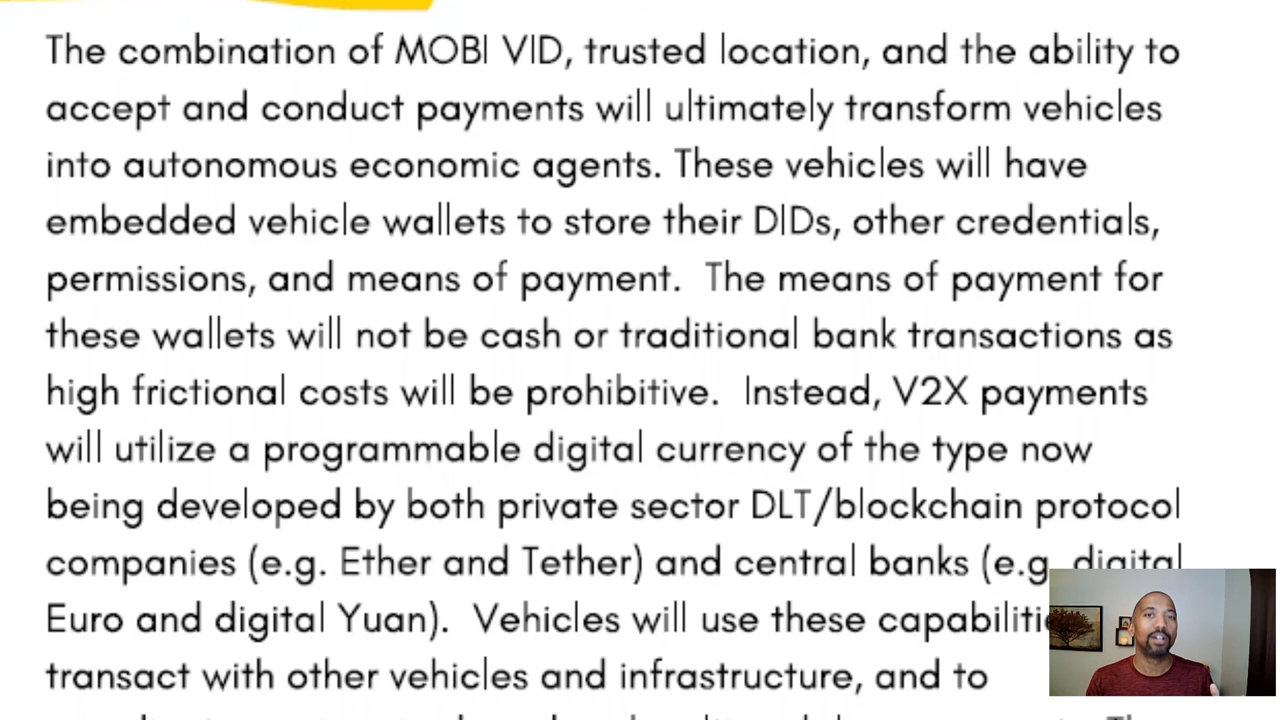 The combination of MOBI VID, trusted location, and the ability to
accept and conduct payments will ultimately transform vehicles
into autonomous economic agents. These vehicles will have
embedded vehicle wallets to store their DIDs, other credentials,
permissions, and means of payment.  The means of payment for
these wallets will not be cash or traditional bank transactions as
high frictional costs will be prohibitive.  Instead, V2X payments
will utilize a programmable digital currency of the type now
being developed by both private sector DLT/blockchain protocol
companies (e.g. Ether and Tether) and central banks (e.g. digital
Euro and digital Yuan).  Vehicles will use these
transact with other vehicles and infrastructure, and to